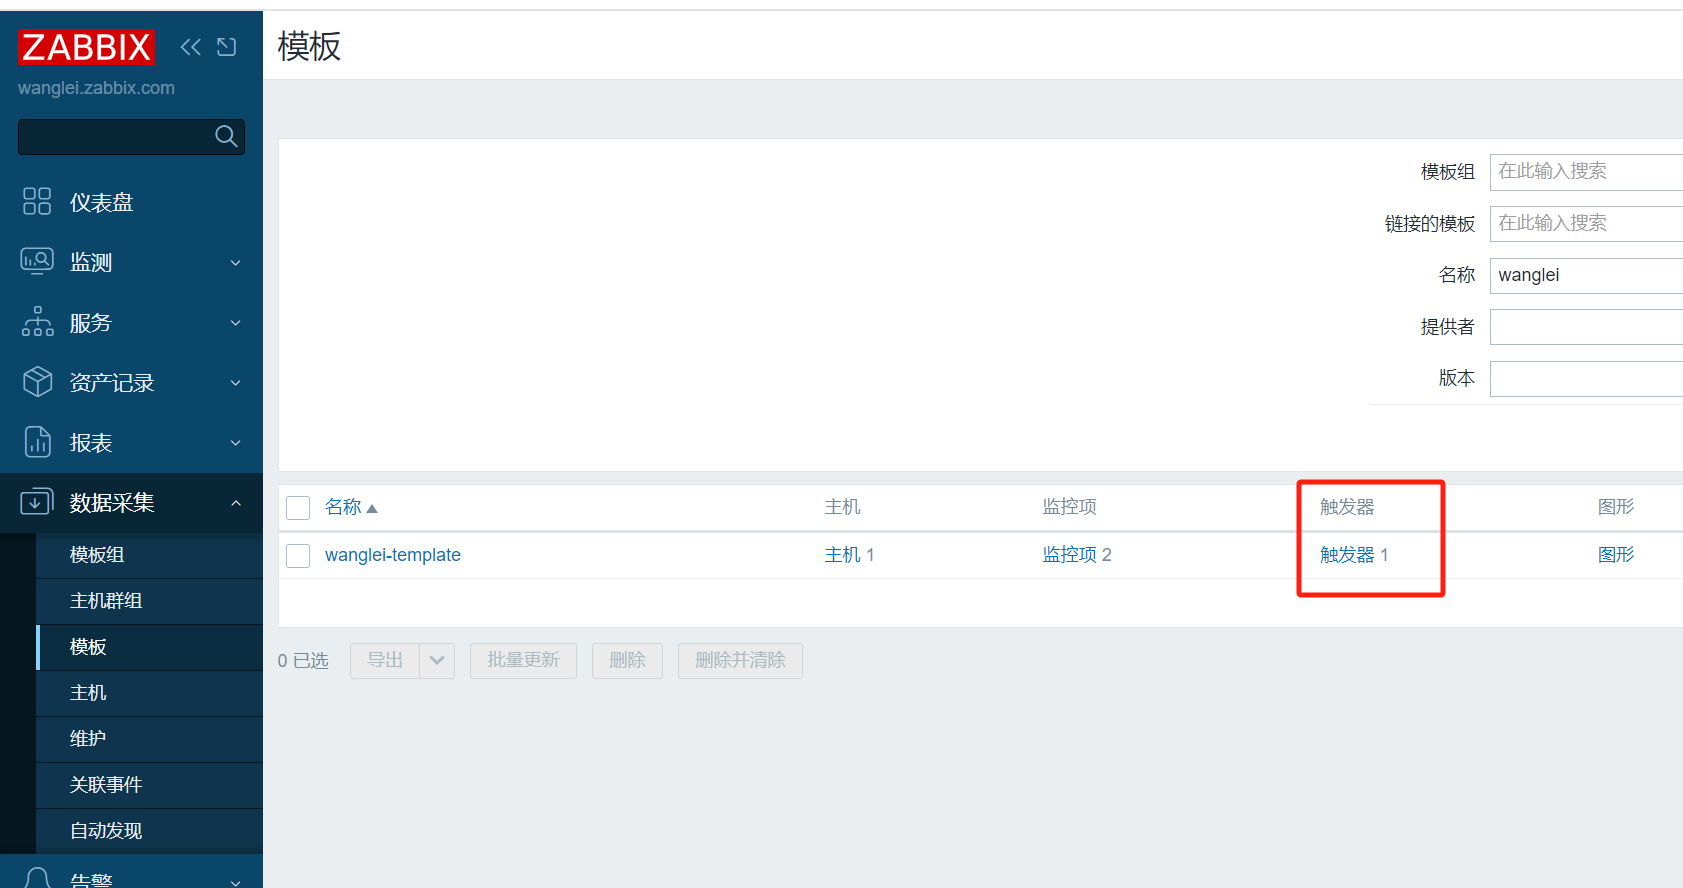 ZABBIX
wanglei.zabbix.com
仪表盘
监测
服务
资产记录
报表
数据采集
模板组
主机群组
模板
主机
维护
关联事件
自动发现
告警
模板
模板组 在此输入搜索
链接的模板 在此输入搜索
名称 wanglei
提供者
版本
名称 主机 监控项 触发器 图形
wanglei-template 主机 1 监控项 2 触发器 1 图形
0 已选 导出 批量更新 删除 删除并清除